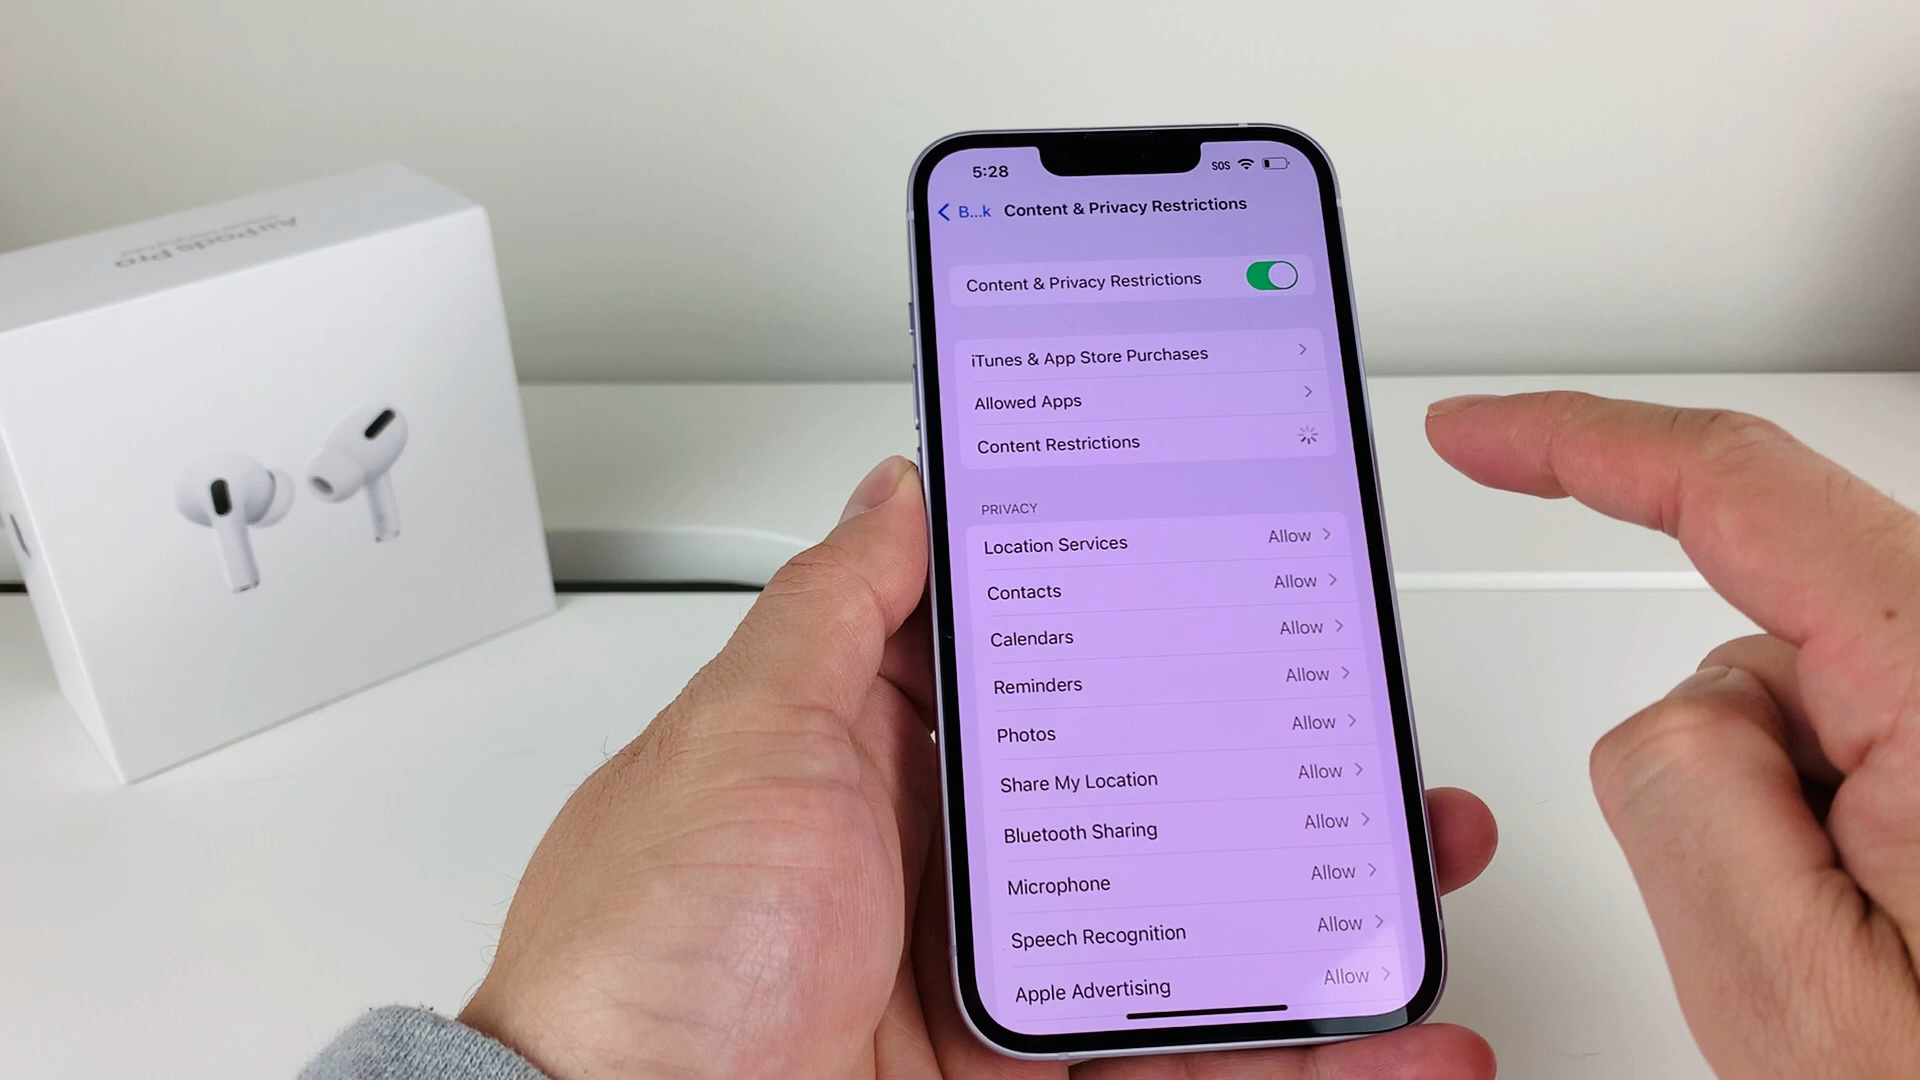 AirPods Pro
5:28 SOS
B...k Content & Privacy Restrictions
Content & Privacy Restrictions
iTunes & App Store Purchases
Allowed Apps
Content Restrictions
PRIVACY
Location Services Allow
Contacts Allow
Calendars Allow
Reminders Allow
Photos Allow
Share My Location Allow
Bluetooth Sharing Allow
Microphone Allow
Speech Recognition Allow
Apple Advertising Allow